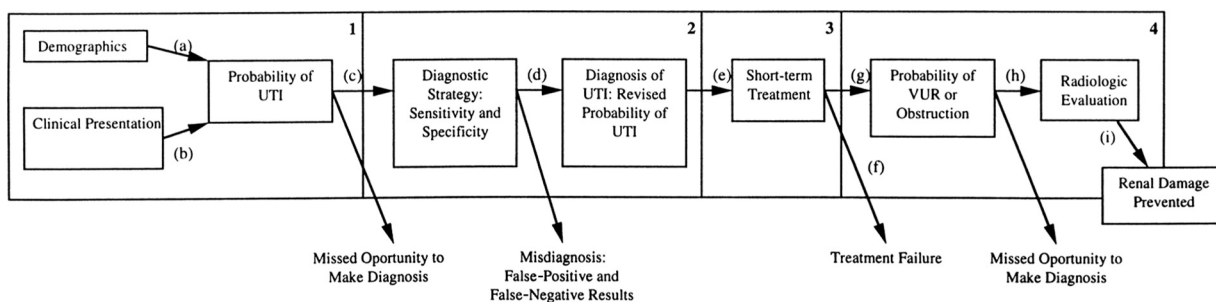 1
2
3
4
Demographics
(a)
Clinical Presentation
(b)
Probability of
UTI
(c)
Diagnostic
Strategy:
Sensitivity and
Specificity
(d)
Diagnosis of
UTI: Revised
Probability of
UTI
(e)
Short-term
Treatment
(g)
(f)
Probability of
VUR or
Obstruction
(h)
Radiologic
Evaluation
(i)
Renal Damage
Prevented
Missed Opportunity to
Make Diagnosis
Misdiagnosis:
False-Positive and
False-Negative Results
Treatment Failure
Missed Opportunity to
Make Diagnosis